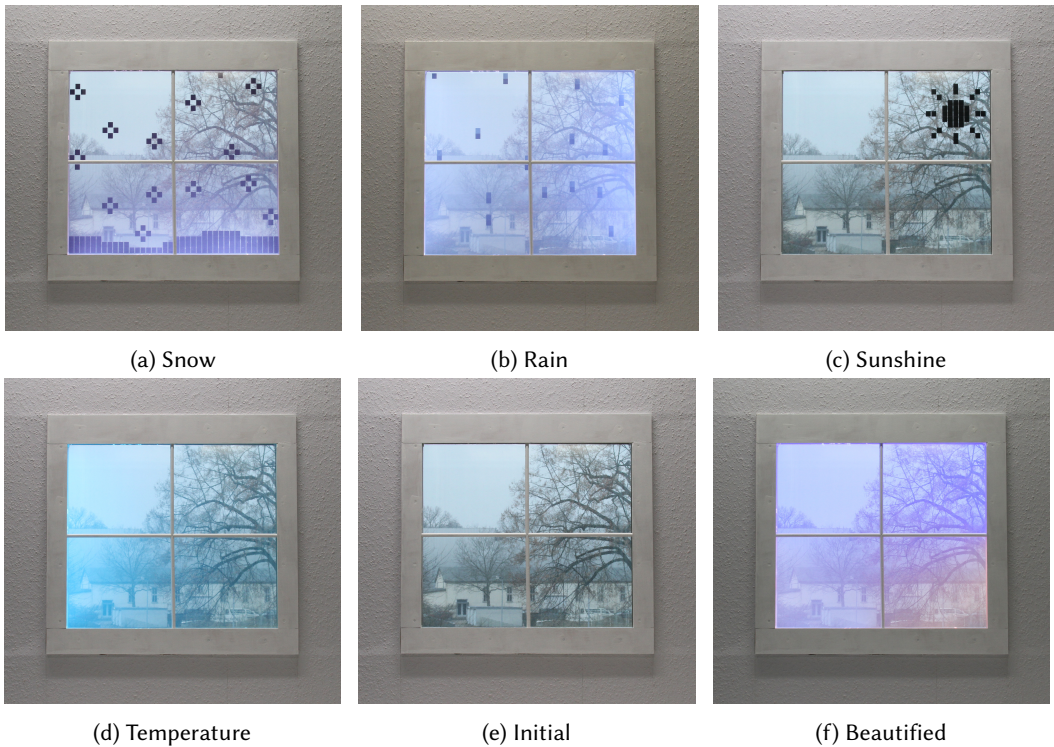 (a) Snow
(b) Rain
(c) Sunshine
(d) Temperature
(e) Initial
(f) Beautified